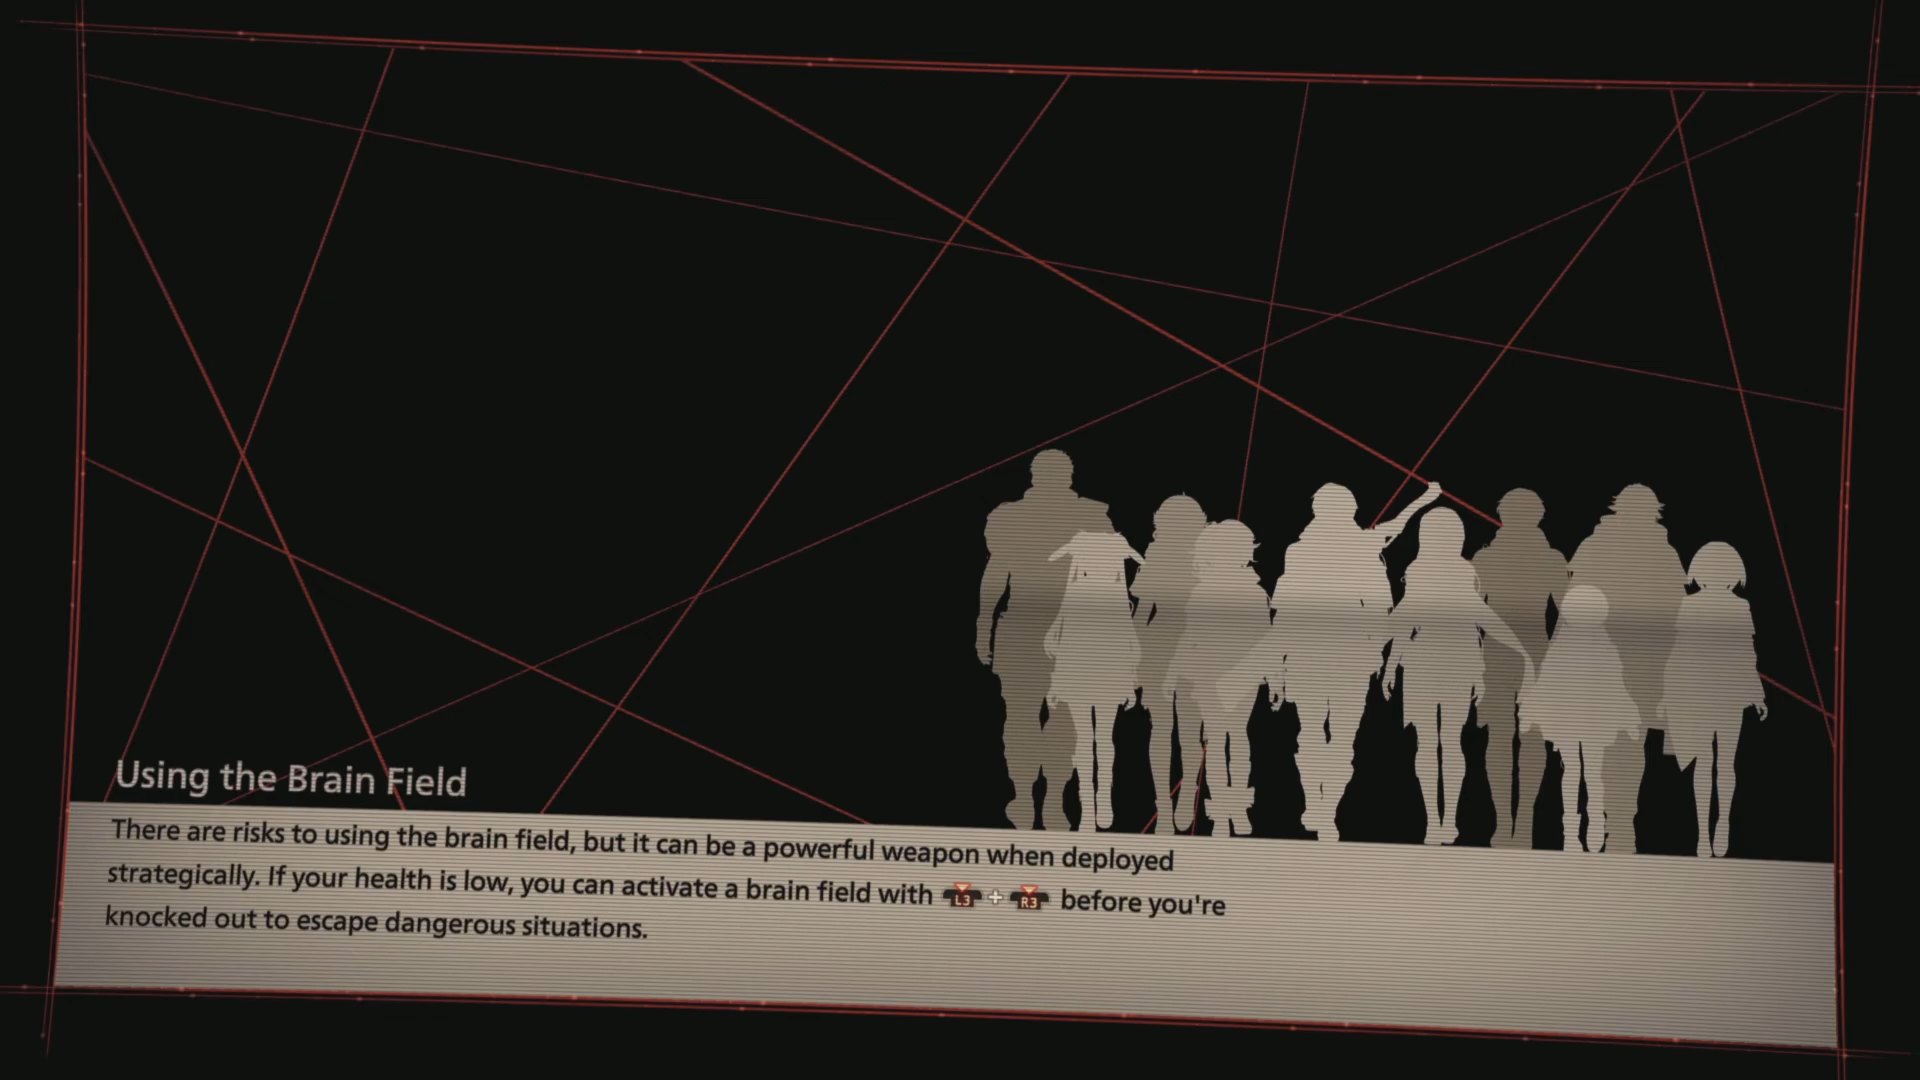 Using the Brain Field
There are risks to using the brain field, but it can be a powerful weapon when deployed
strategically. If your health is low, you can activate a brain field with L3 + R3 before you're
knocked out to escape dangerous situations.